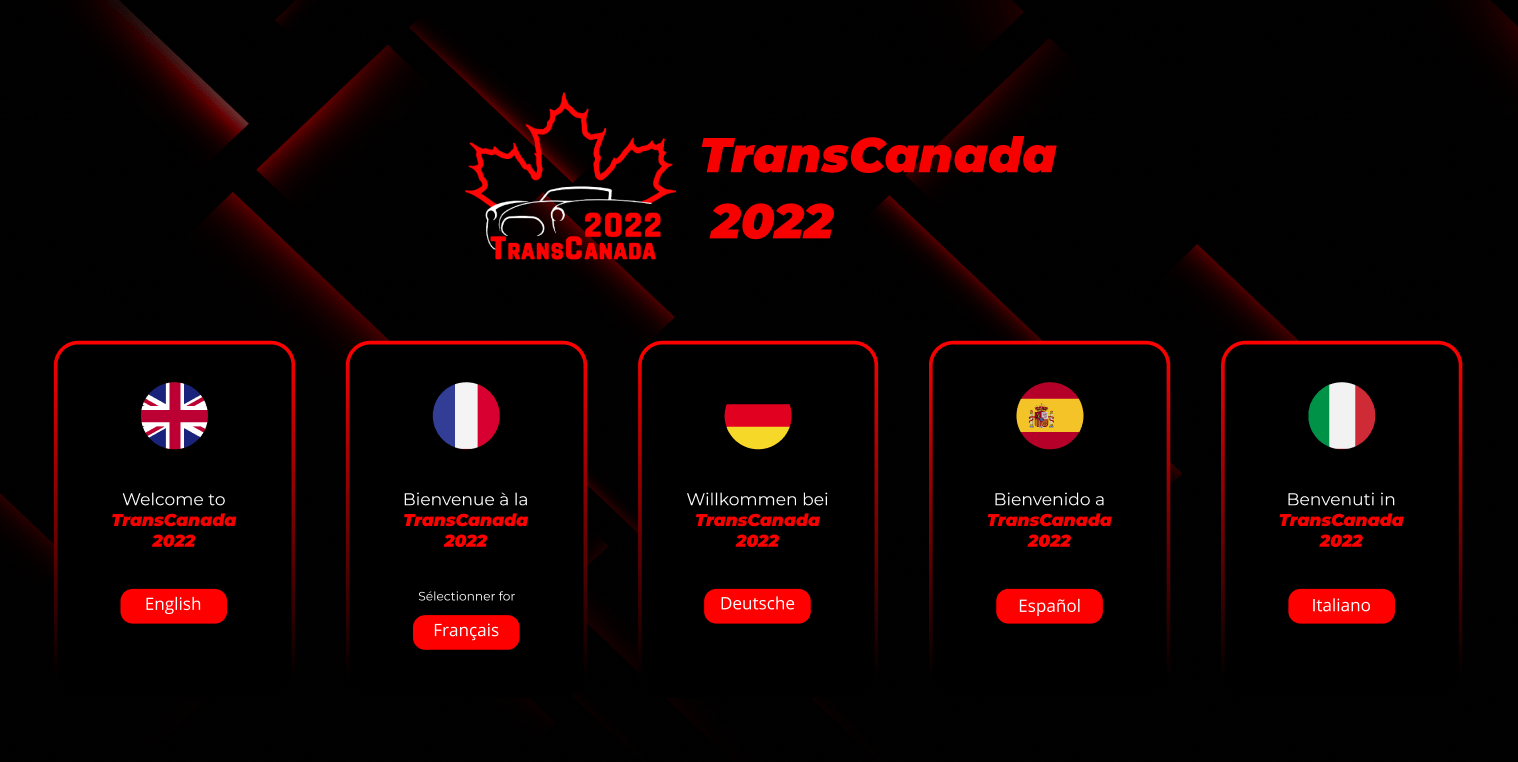 TransCanada
2022
2022
TransCanada
Welcome to
TransCanada
2022
English
Bienvenue à la
TransCanada
2022
Sélectionner for
Français
Willkommen bei
TransCanada
2022
Deutsche
Bienvenido a
TransCanada
2022
Español
Benvenuti in
TransCanada
2022
Italiano